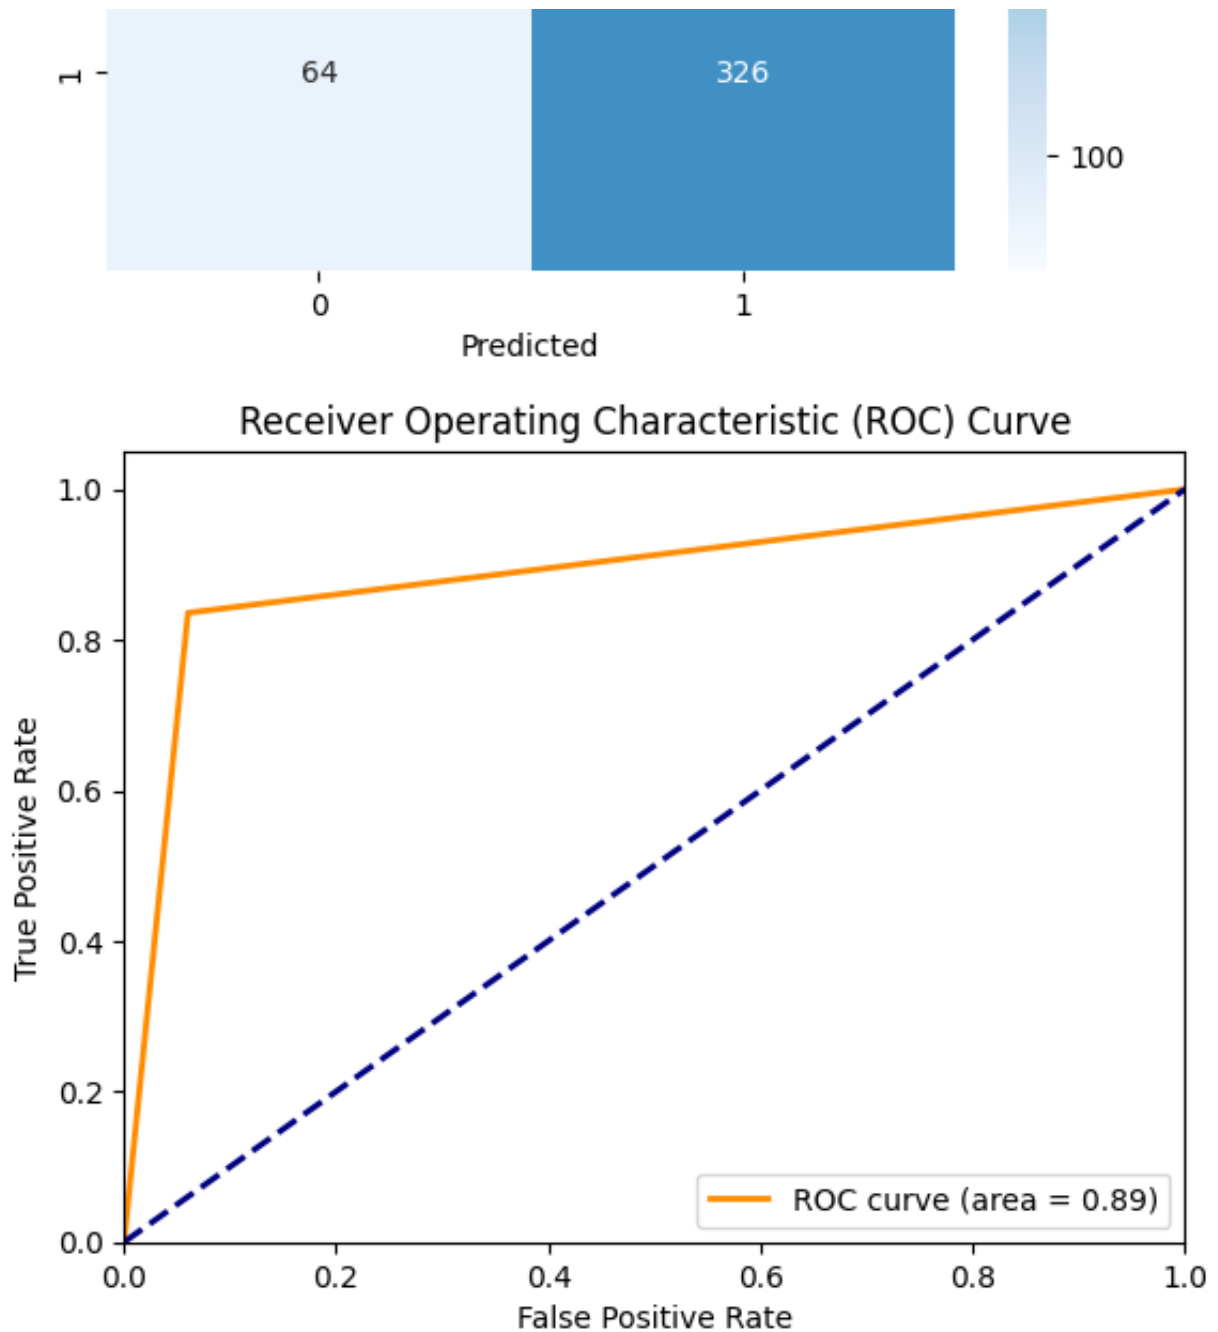 1
64 326
100
0 1
Predicted
Receiver Operating Characteristic (ROC) Curve
1.0
0.8
0.6
0.4
0.2
0.0
True Positive Rate
ROC curve (area = 0.89)
0.0 0.2 0.4 0.6 0.8 1.0
False Positive Rate